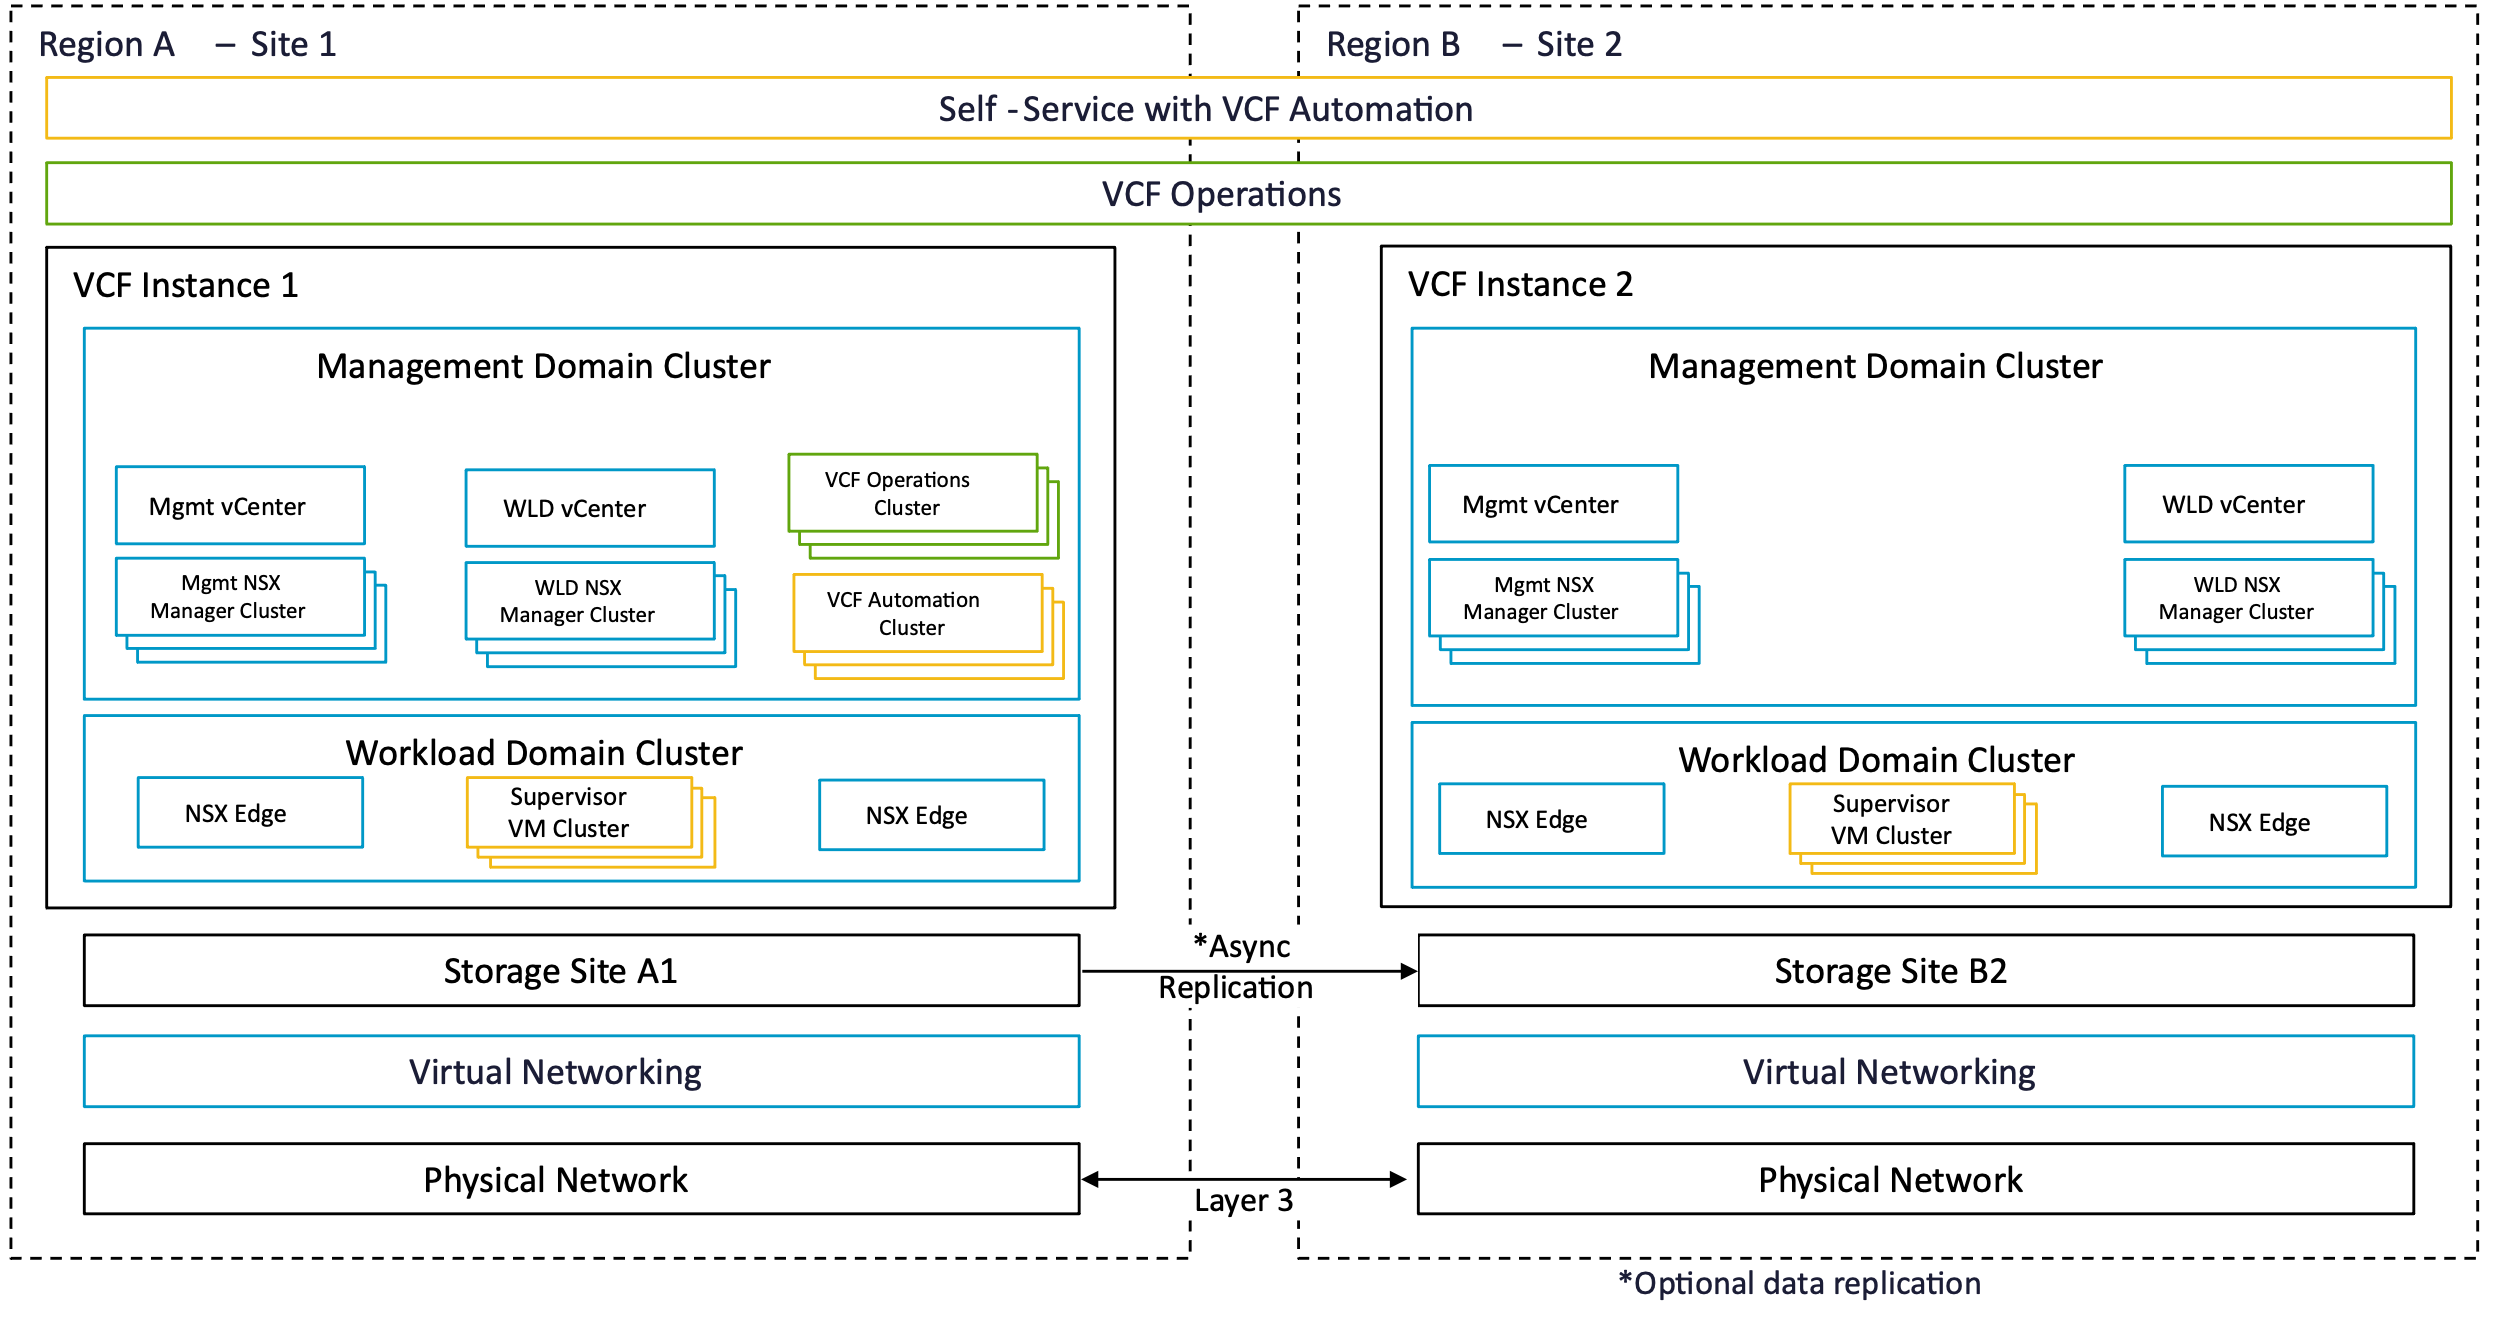 Region A – Site 1
Region B – Site 2
Self -Service with VCF Automation
VCF Operations
VCF Instance 1
Management Domain Cluster
Mgmt vCenter
WLD vCenter
VCF Operations
Cluster
Mgmt NSX
Manager Cluster
WLD NSX
Manager Cluster
VCF Automation
Cluster
Workload Domain Cluster
NSX Edge
Supervisor
VM Cluster
NSX Edge
VCF Instance 2
Management Domain Cluster
Mgmt vCenter
WLD vCenter
Mgmt NSX
Manager Cluster
WLD NSX
Manager Cluster
Workload Domain Cluster
NSX Edge
Supervisor
VM Cluster
NSX Edge
Storage Site A1
*Async
Replication
Storage Site B2
Virtual Networking
Virtual Networking
Physical Network
Layer 3
Physical Network
*Optional data replication